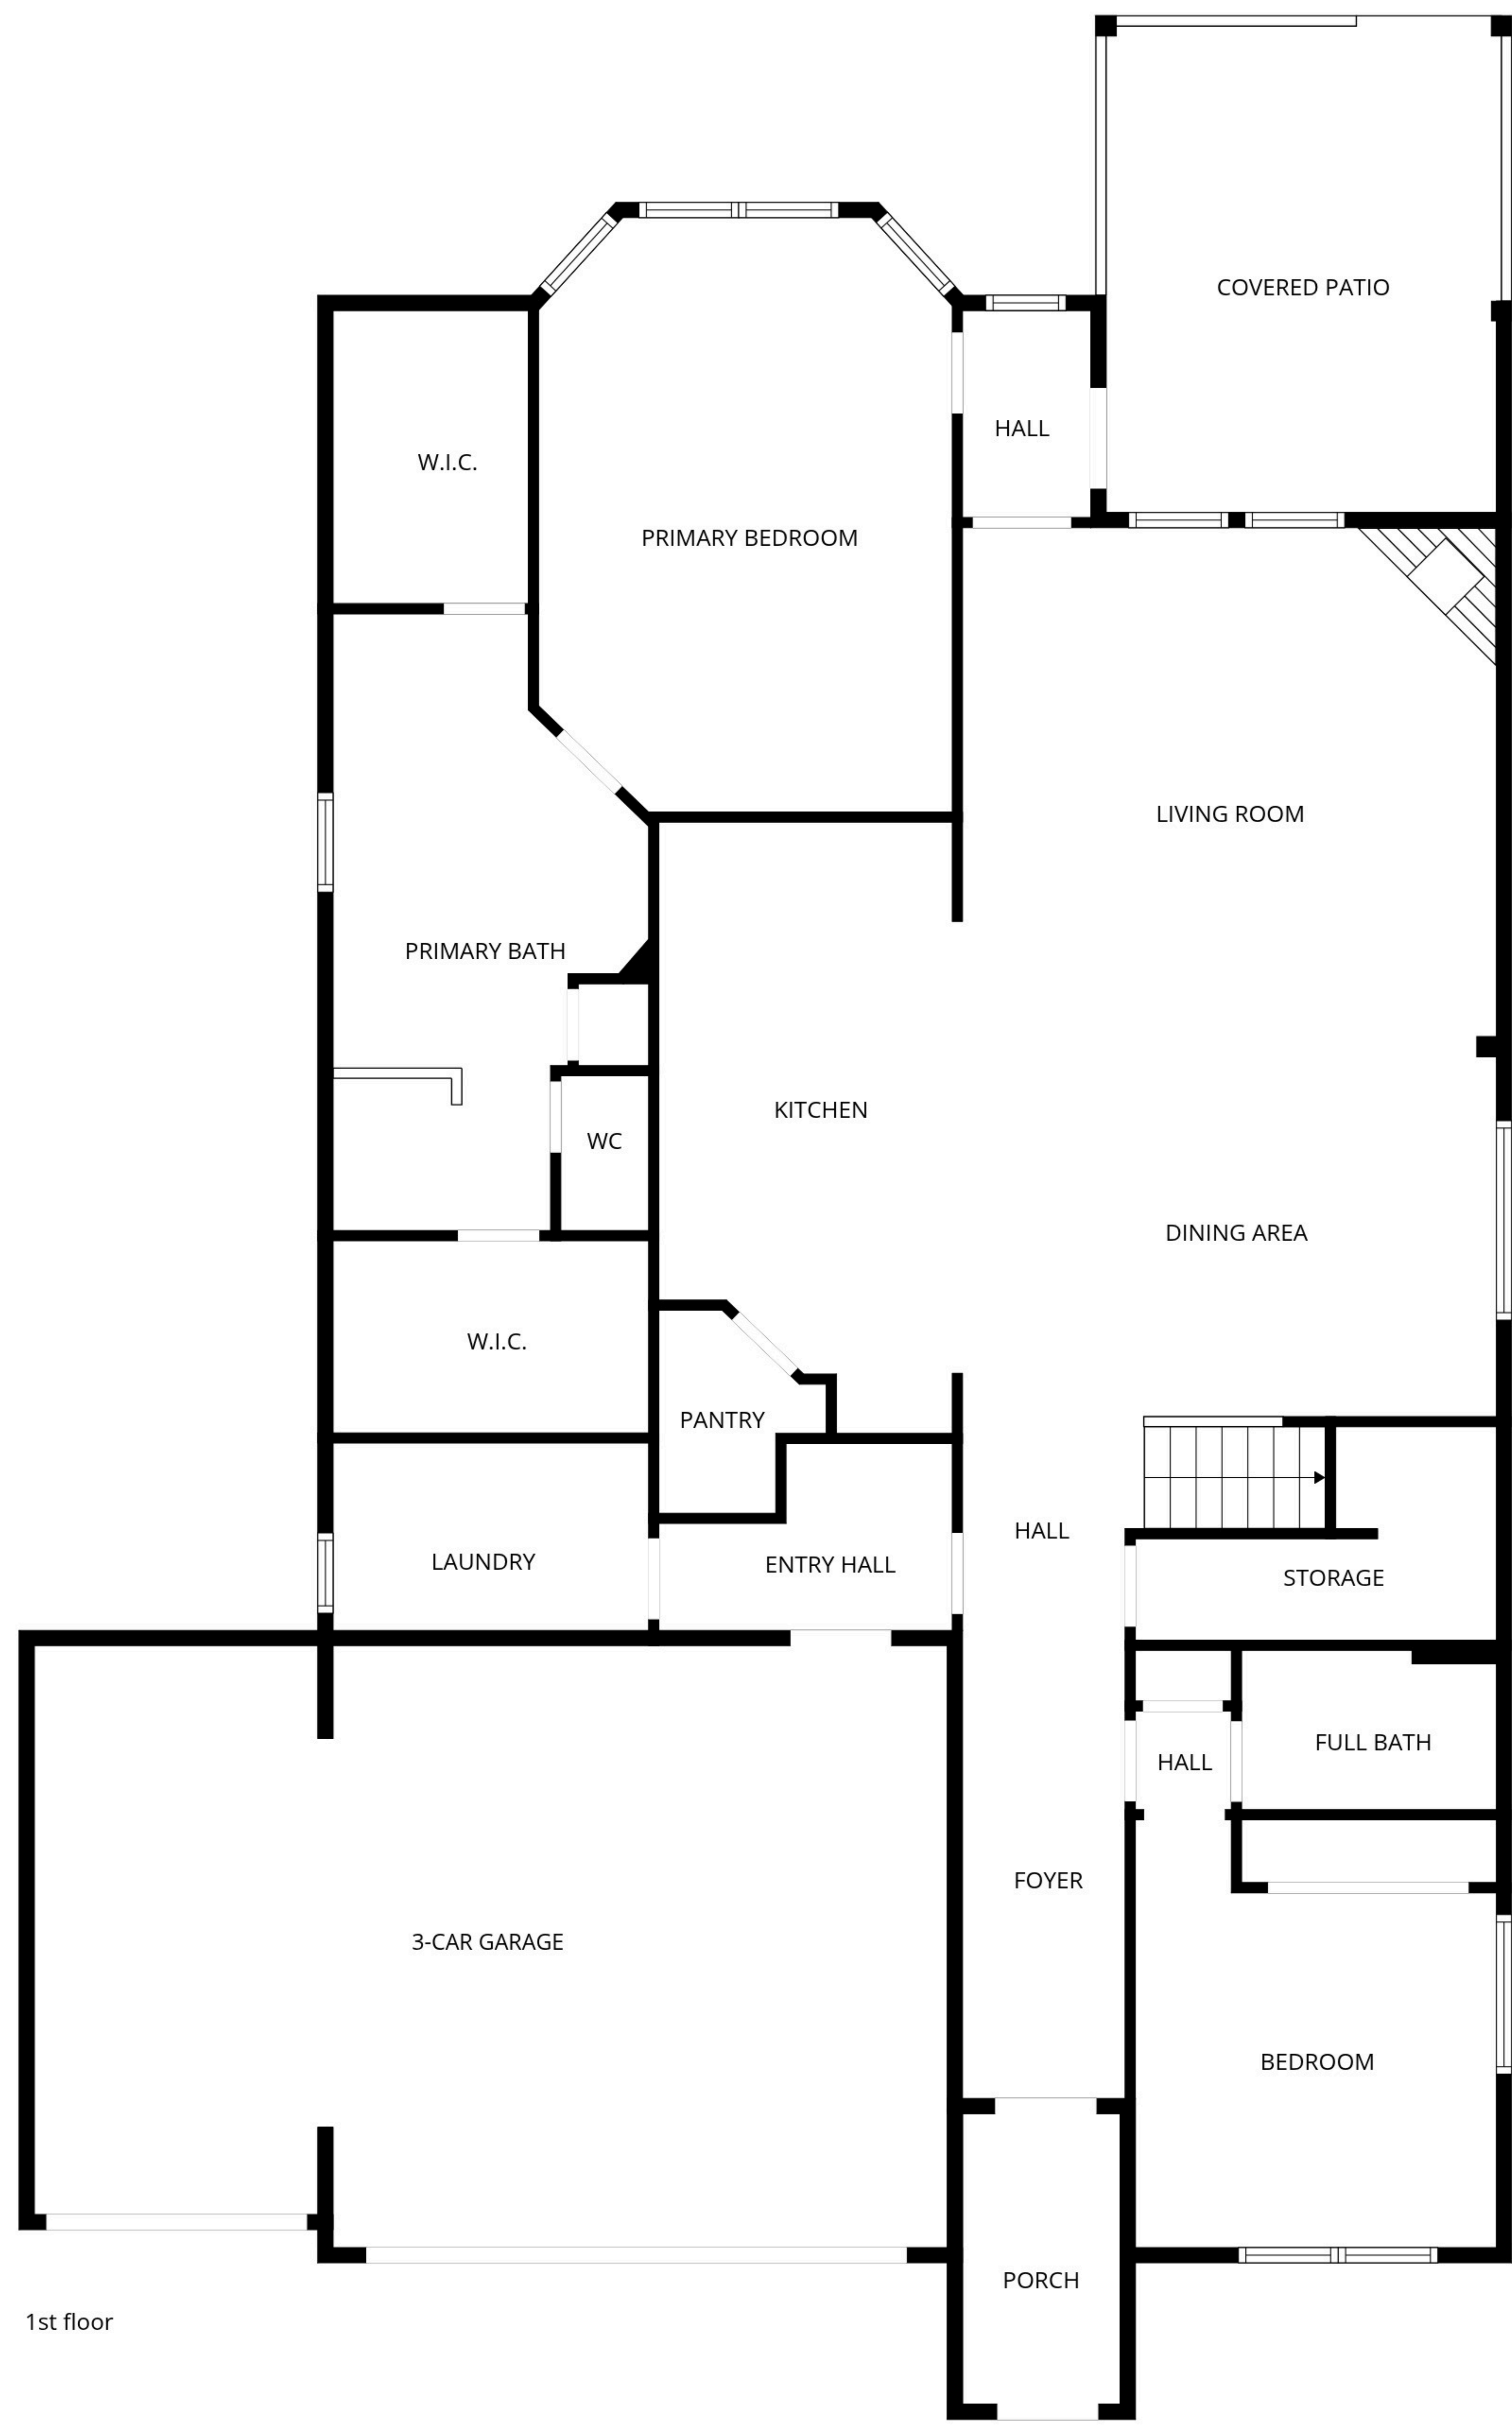 COVERED PATIO
HALL
W.I.C.
PRIMARY BEDROOM
LIVING ROOM
PRIMARY BATH
KITCHEN
WC
DINING AREA
W.I.C.
PANTRY
HALL
LAUNDRY
ENTRY HALL
STORAGE
FULL BATH
HALL
FOYER
3-CAR GARAGE
BEDROOM
PORCH
1st floor